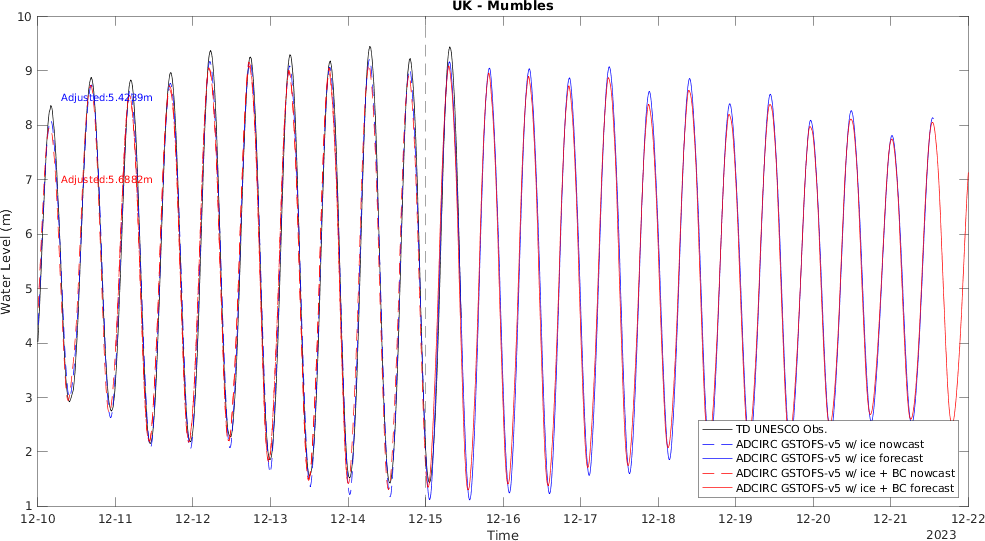 UK - Mumbles
10
9
8
7
6
5
4
3
2
1
Water Level (m)
Adjusted:5.4239m
Adjusted:5.6882m
TD UNESCO Obs.
ADCIRC GSTOFS-v5 w/ ice nowcast
ADCIRC GSTOFS-v5 w/ ice forecast
ADCIRC GSTOFS-v5 w/ ice + BC nowcast
ADCIRC GSTOFS-v5 w/ ice + BC forecast
12-10 12-11 12-12 12-13 12-14 12-15 12-16 12-17 12-18 12-19 12-20 12-21 12-22
Time
2023